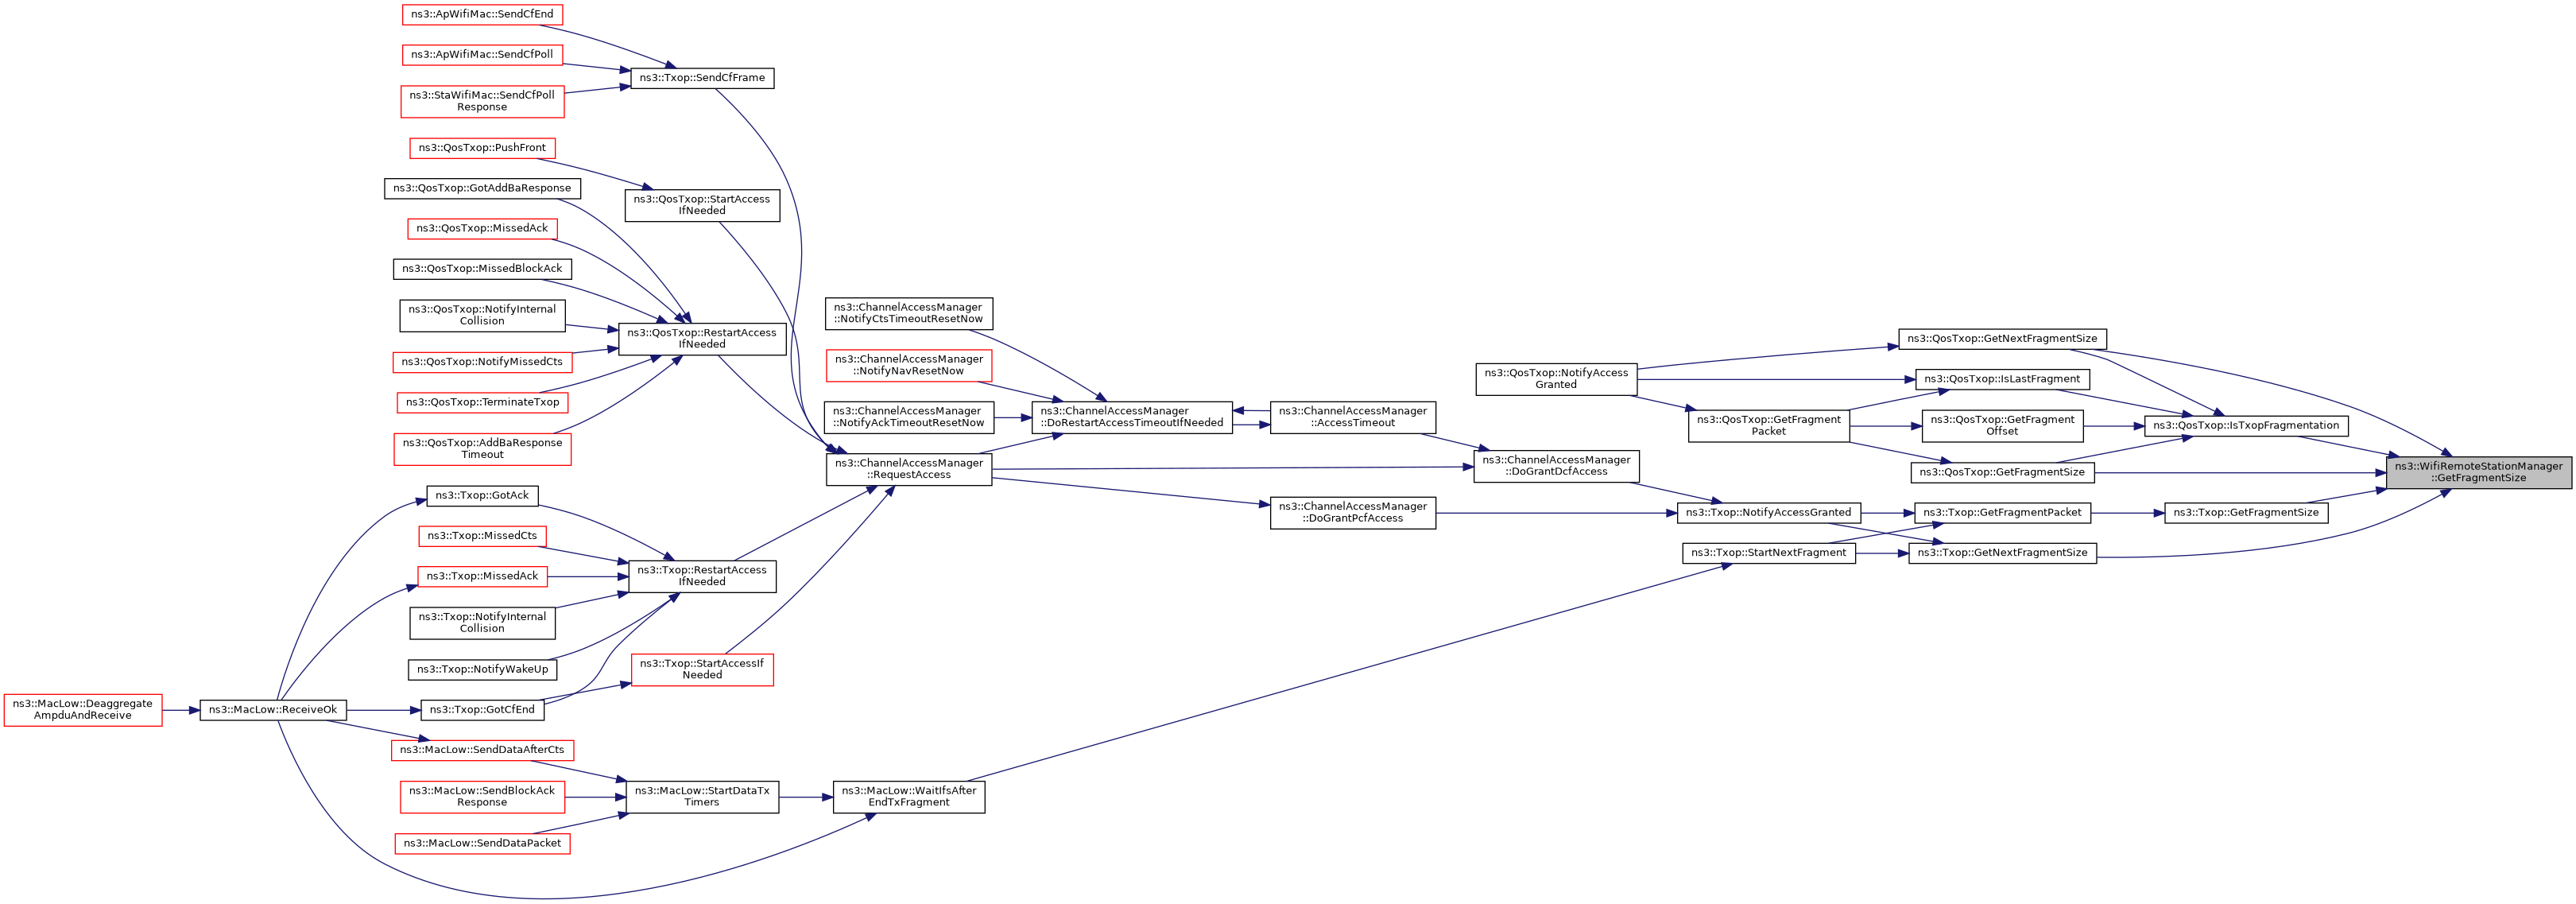 ns3::ApWifiMac::SendCfEnd
ns3::ApWifiMac::SendCfPoll
ns3::StaWifiMac::SendCfPoll
Response
ns3::QosTxop::PushFront
ns3::QosTxop::GotAddBaResponse
ns3::QosTxop::MissedAck
ns3::QosTxop::MissedBlockAck
ns3::QosTxop::NotifyInternal
Collision
ns3::QosTxop::NotifyMissedCts
ns3::QosTxop::TerminateTxop
ns3::QosTxop::AddBaResponse
Timeout
ns3::Txop::GotAck
ns3::Txop::MissedCts
ns3::Txop::MissedAck
ns3::Txop::NotifyInternal
Collision
ns3::Txop::NotifyWakeUp
ns3::Txop::GotCfEnd
ns3::MacLow::Deaggregate
AmpduAndReceive
ns3::MacLow::ReceiveOk
ns3::MacLow::SendDataAfterCts
ns3::MacLow::SendBlockAck
Response
ns3::MacLow::SendDataPacket
ns3::Txop::SendCfFrame
ns3::QosTxop::StartAccess
IfNeeded
ns3::QosTxop::RestartAccess
IfNeeded
ns3::Txop::RestartAccess
IfNeeded
ns3::Txop::StartAccessIf
Needed
ns3::MacLow::StartDataTx
Timers
ns3::ChannelAccessManager
::NotifyCtsTimeoutResetNow
ns3::ChannelAccessManager
::NotifyNavResetNow
ns3::ChannelAccessManager
::NotifyAckTimeoutResetNow
ns3::ChannelAccessManager
::RequestAccess
ns3::MacLow::WaitIfsAfter
EndTxFragment
ns3::ChannelAccessManager
::DoRestartAccessTimeoutIfNeeded
ns3::ChannelAccessManager
::AccessTimeout
ns3::ChannelAccessManager
::DoGrantPcfAccess
ns3::QosTxop::NotifyAccess
Granted
ns3::ChannelAccessManager
::DoGrantDcfAccess
ns3::QosTxop::GetFragment
Packet
ns3::Txop::NotifyAccessGranted
ns3::Txop::StartNextFragment
ns3::QosTxop::GetNextFragmentSize
ns3::QosTxop::IsLastFragment
ns3::QosTxop::GetFragment
Offset
ns3::QosTxop::GetFragmentSize
ns3::Txop::GetFragmentPacket
ns3::Txop::GetNextFragmentSize
ns3::QosTxop::IsTxopFragmentation
ns3::Txop::GetFragmentSize
ns3::WifiRemoteStationManager
::GetFragmentSize